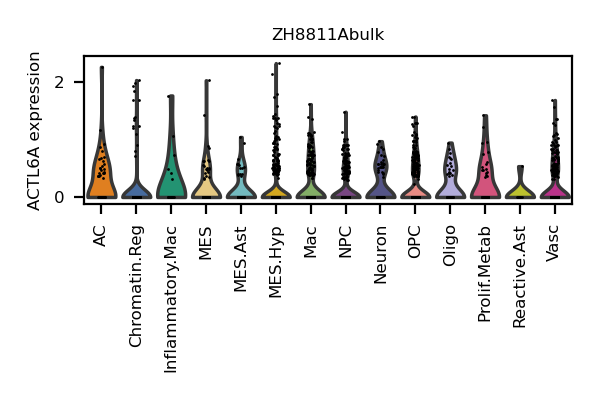 ZH8811Abulk
ACTL6A expression
2
0
AC
Chromatin.Reg
Inflammatory.Mac
MES
MES.Ast
MES.Hyp
Mac
NPC
Neuron
OPC
Oligo
Prolif.Metab
Reactive.Ast
Vasc